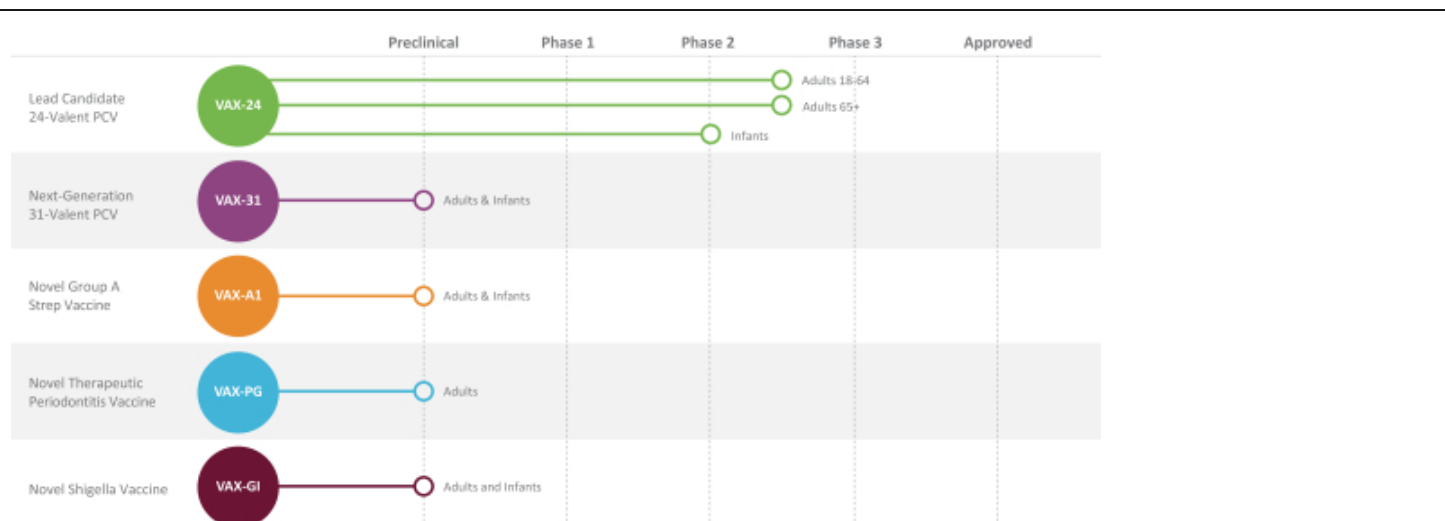 Preclinical Phase 1 Phase 2 Phase 3 Approved
Lead Candidate
24-Valent PCV
VAX-24
Adults 18-64
Adults 65+
Infants
Next-Generation
31-Valent PCV
VAX-31
Adults & Infants
Novel Group A
Strep Vaccine
VAX-A1
Adults & Infants
Novel Therapeutic
Periodontitis Vaccine
VAX-PG
Adults
Novel Shigella Vaccine
VAX-GI
Adults and Infants